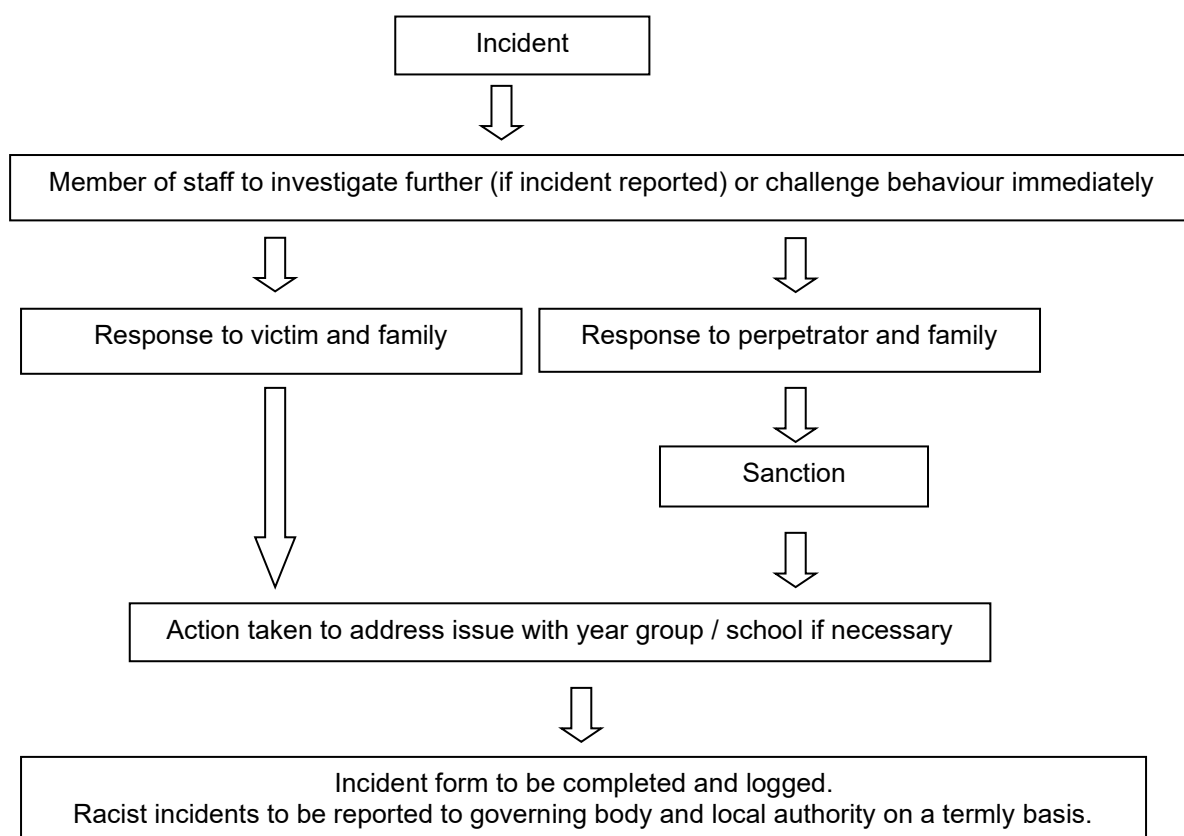 Incident
Member of staff to investigate further (if incident reported) or challenge behaviour immediately
Response to victim and family
Response to perpetrator and family
Sanction
Action taken to address issue with year group / school if necessary
Incident form to be completed and logged.
Racist incidents to be reported to governing body and local authority on a termly basis.